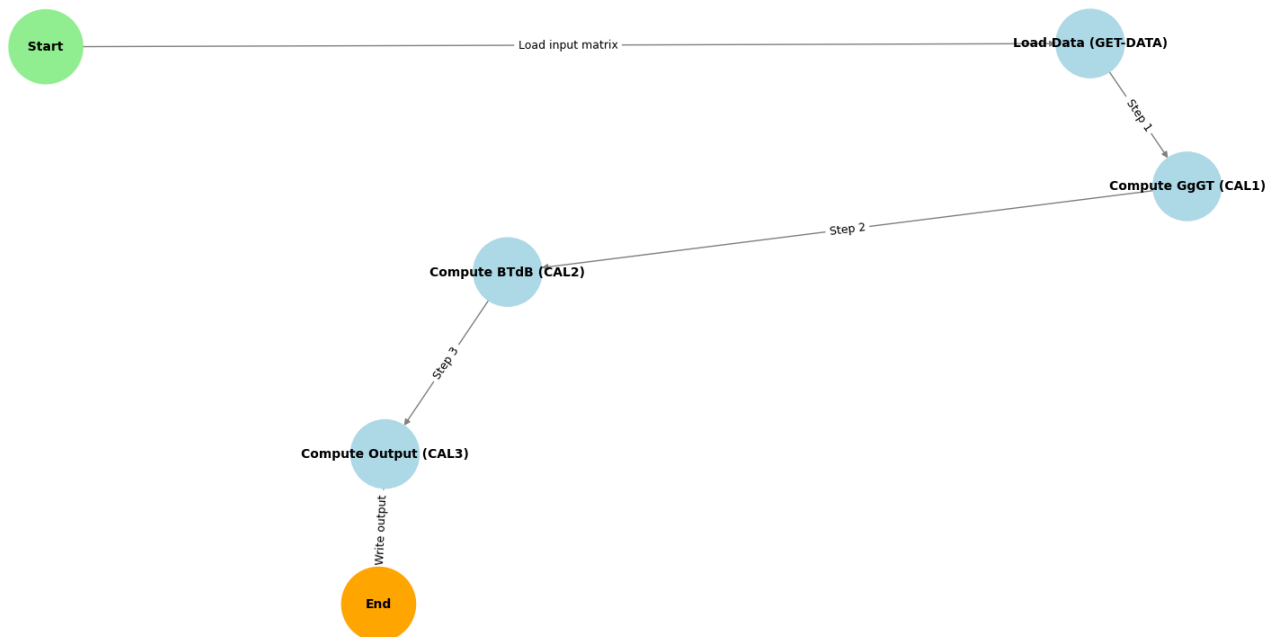 Start
Load input matrix
Load Data (GET-DATA)
Step 1
Compute GgGT (CAL1)
Step 2
Compute BTdB (CAL2)
Step 3
Compute Output (CAL3)
Write output
End